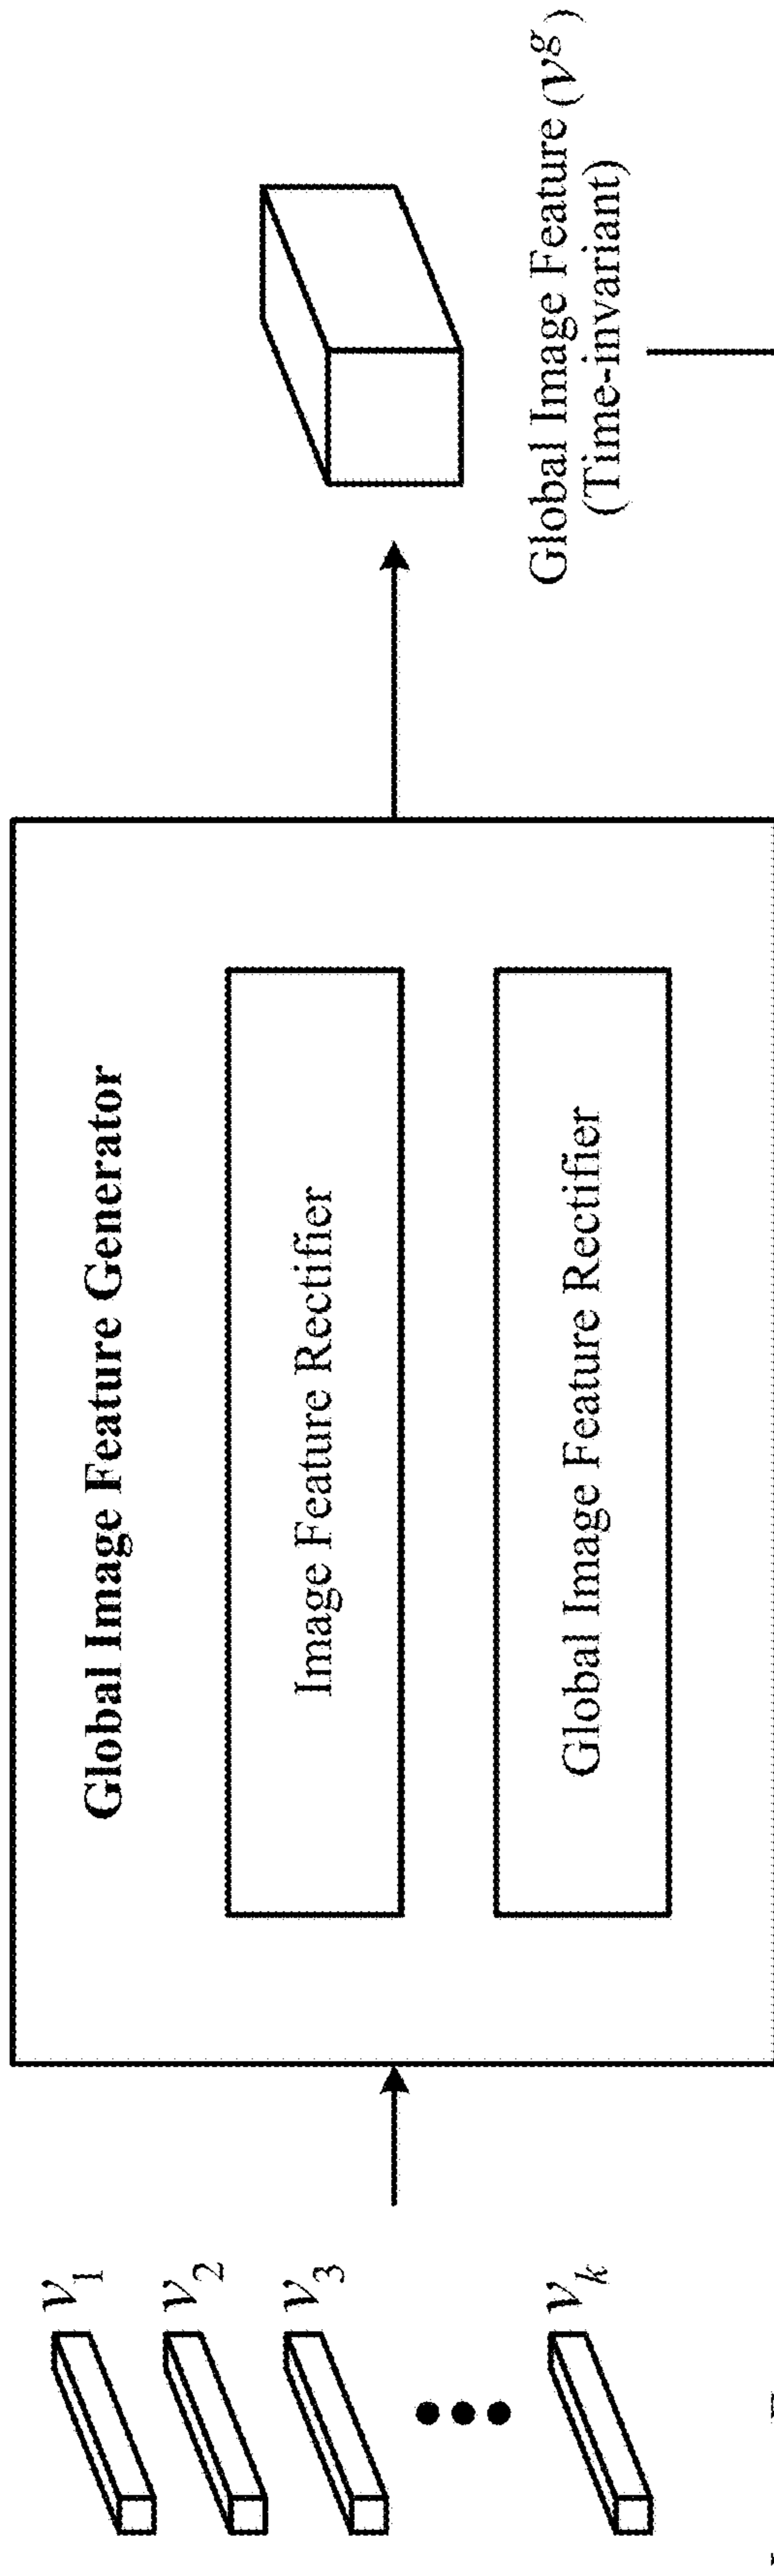 v1
v2
v3
vk
Global Image Feature Generator
Image Feature Rectifier
Global Image Feature Rectifier
Global Image Feature (v^g)
(Time-invariant)